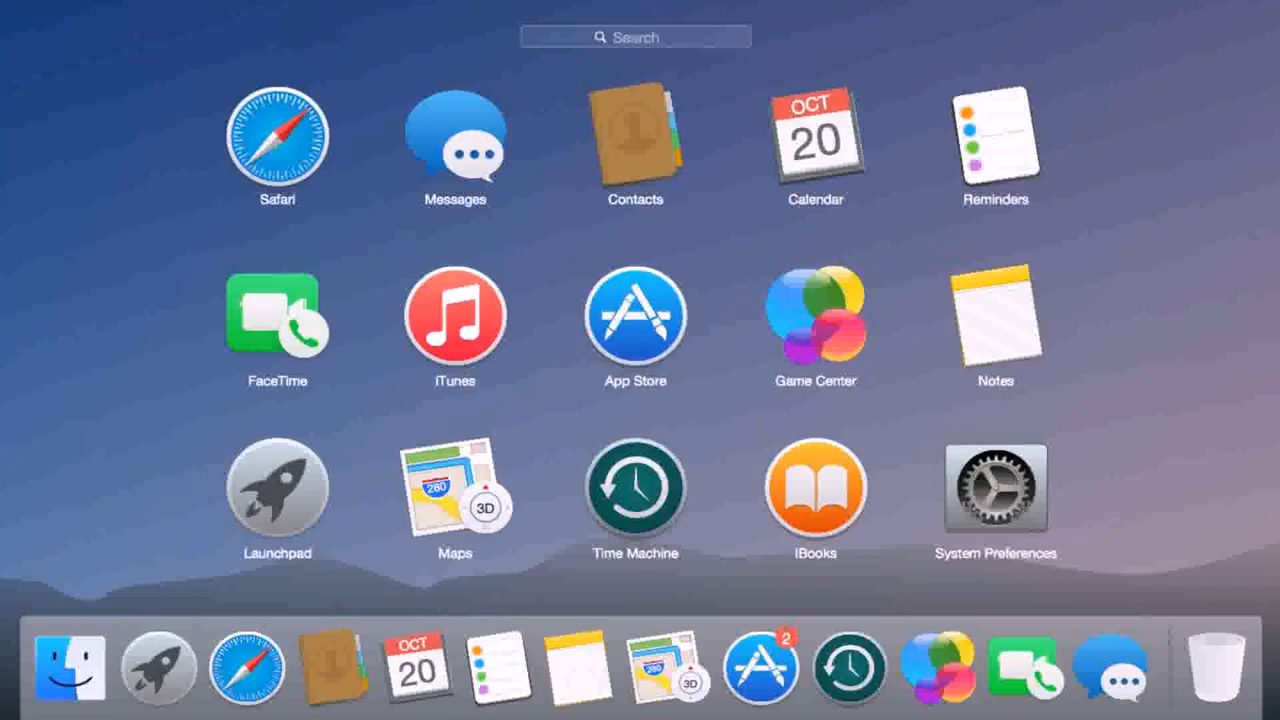 Search
OCT
20
Safari
Messages
Contacts
Calendar
Reminders
FaceTime
iTunes
App Store
Game Center
Notes
280
3D
Launchpad
Maps
Time Machine
iBooks
System Preferences
OCT
20
280
3D
2